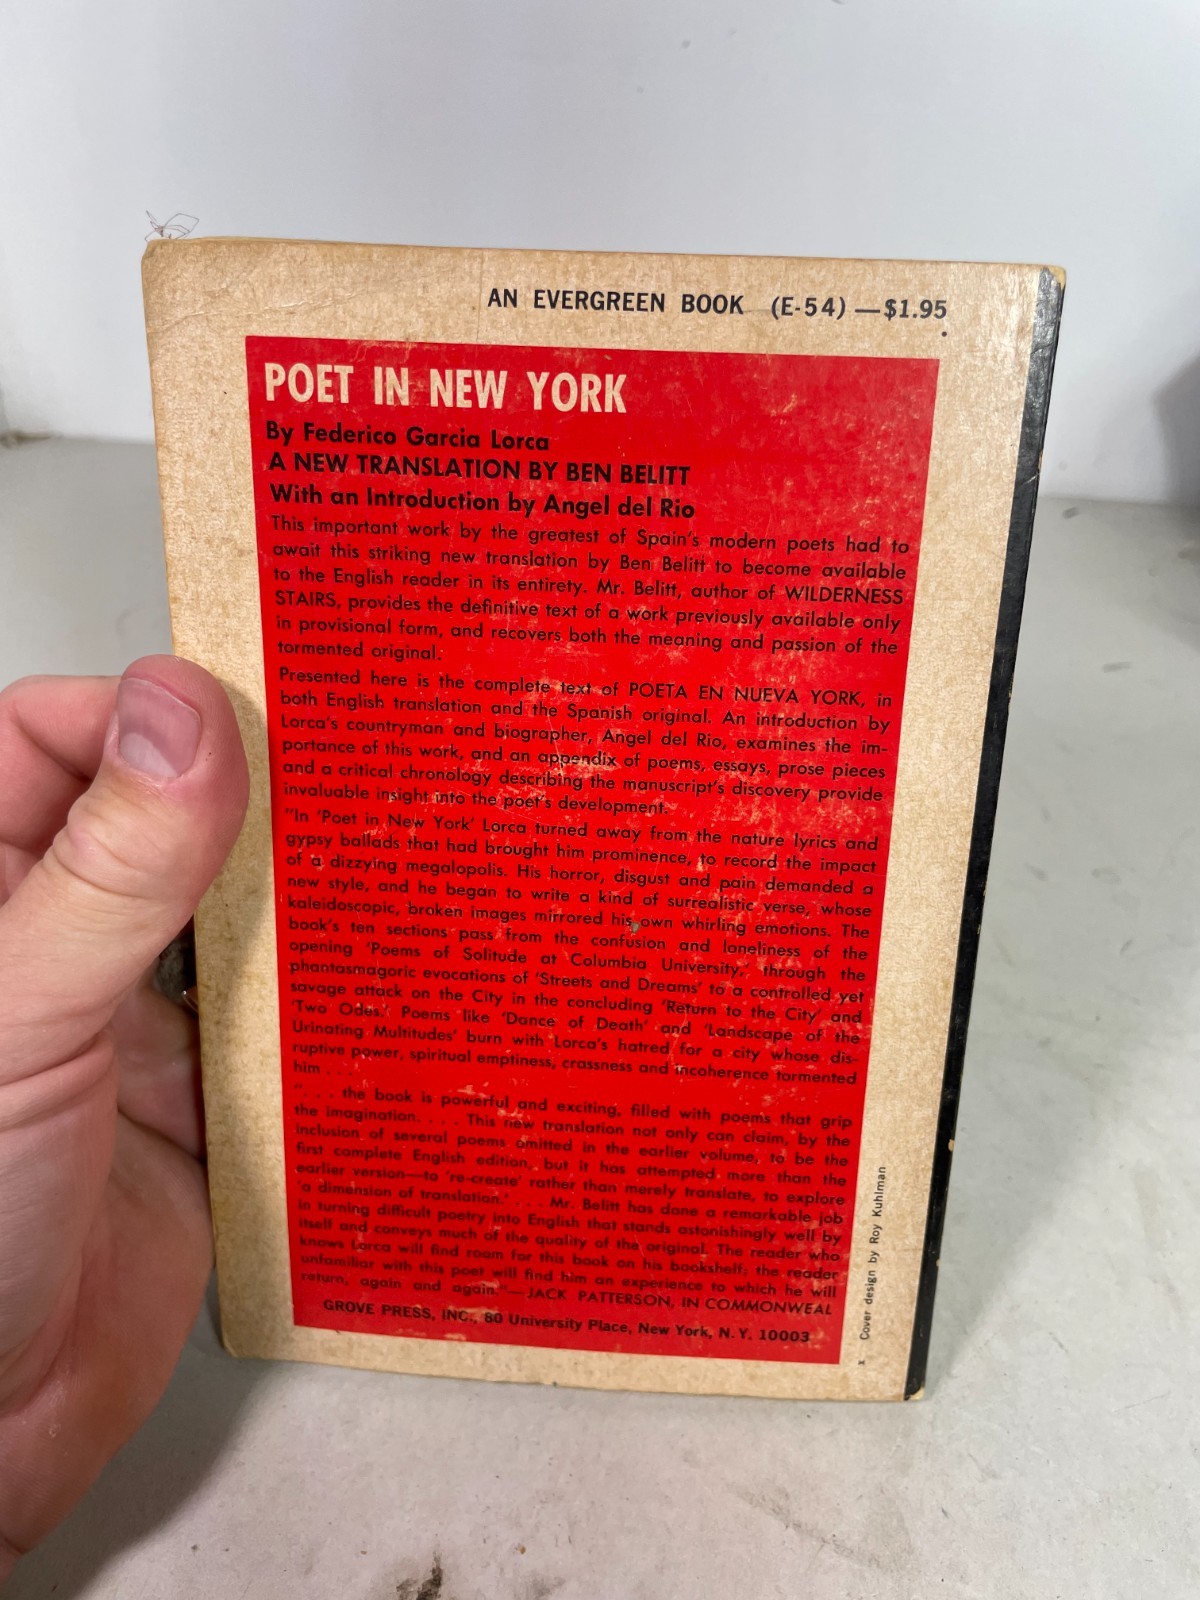 AN EVERGREEN BOOK (E-54) — $1.95
POET IN NEW YORK
By Federico Garcia Lorca
A NEW TRANSLATION BY BEN BELITT
With an Introduction by Angel del Rio
This important work by the greatest of Spain's modern poets had to
await this striking new translation by Ben Belitt to become available
to the English reader in its entirety. Mr. Belitt, author of WILDERNESS
STAIRS, provides the definitive text of a work previously available only
in provisional form, and recovers both the meaning and passion of the
tormented original.
Presented here is the complete text of POETA EN NUEVA YORK, in
both English translation and the Spanish original. An introduction by
Lorca's countryman and biographer, Angel del Rio, examines the im-
portance of this work, and an appendix of poems, essays, prose pieces
and a critical chronology describing the manuscript's discovery provide
invaluable insight into the poet's development.
"In 'Poet in New York' Lorca turned away from the nature lyrics and
gypsy ballads that had brought him prominence, to record the impact
of a dizzying megalopolis. His horror, disgust and pain demanded a
new style, and he began to write a kind of surrealistic verse, whose
kaleidoscopic, broken images mirrored his own whirling emotions. The
book's ten sections pass from the confusion and loneliness of the
opening 'Poems of Solitude at Columbia University,' through the
phantasmagoric evocations of 'Streets and Dreams' to a controlled yet
savage attack on the City in the concluding 'Return to the City' and
'Two Odes.' Poems like 'Dance of Death' and 'Landscape of the
Urinating Multitudes' burn with Lorca's hatred for a city whose dis-
ruptive power, spiritual emptiness, crassness and incoherence tormented
him . . .
". . . the book is powerful and exciting, filled with poems that grip
the imagination. . . . This new translation not only can claim, by the
inclusion of several poems omitted in the earlier volume, to be the
first complete English edition, but it has attempted more than the
earlier version—to 're-create' rather than merely translate, to explore
'a dimension of translation.' . . . Mr. Belitt has done a remarkable job
in turning difficult poetry into English that stands astonishingly well by
itself and conveys much of the quality of the original. The reader who
knows Lorca will find room for this book on his bookshelf; the reader
unfamiliar with this poet will find him an experience to which he will
return, again and again."—JACK PATTERSON, IN COMMONWEAL
GROVE PRESS, INC., 80 University Place, New York, N. Y. 10003
x Cover design by Roy Kuhlman